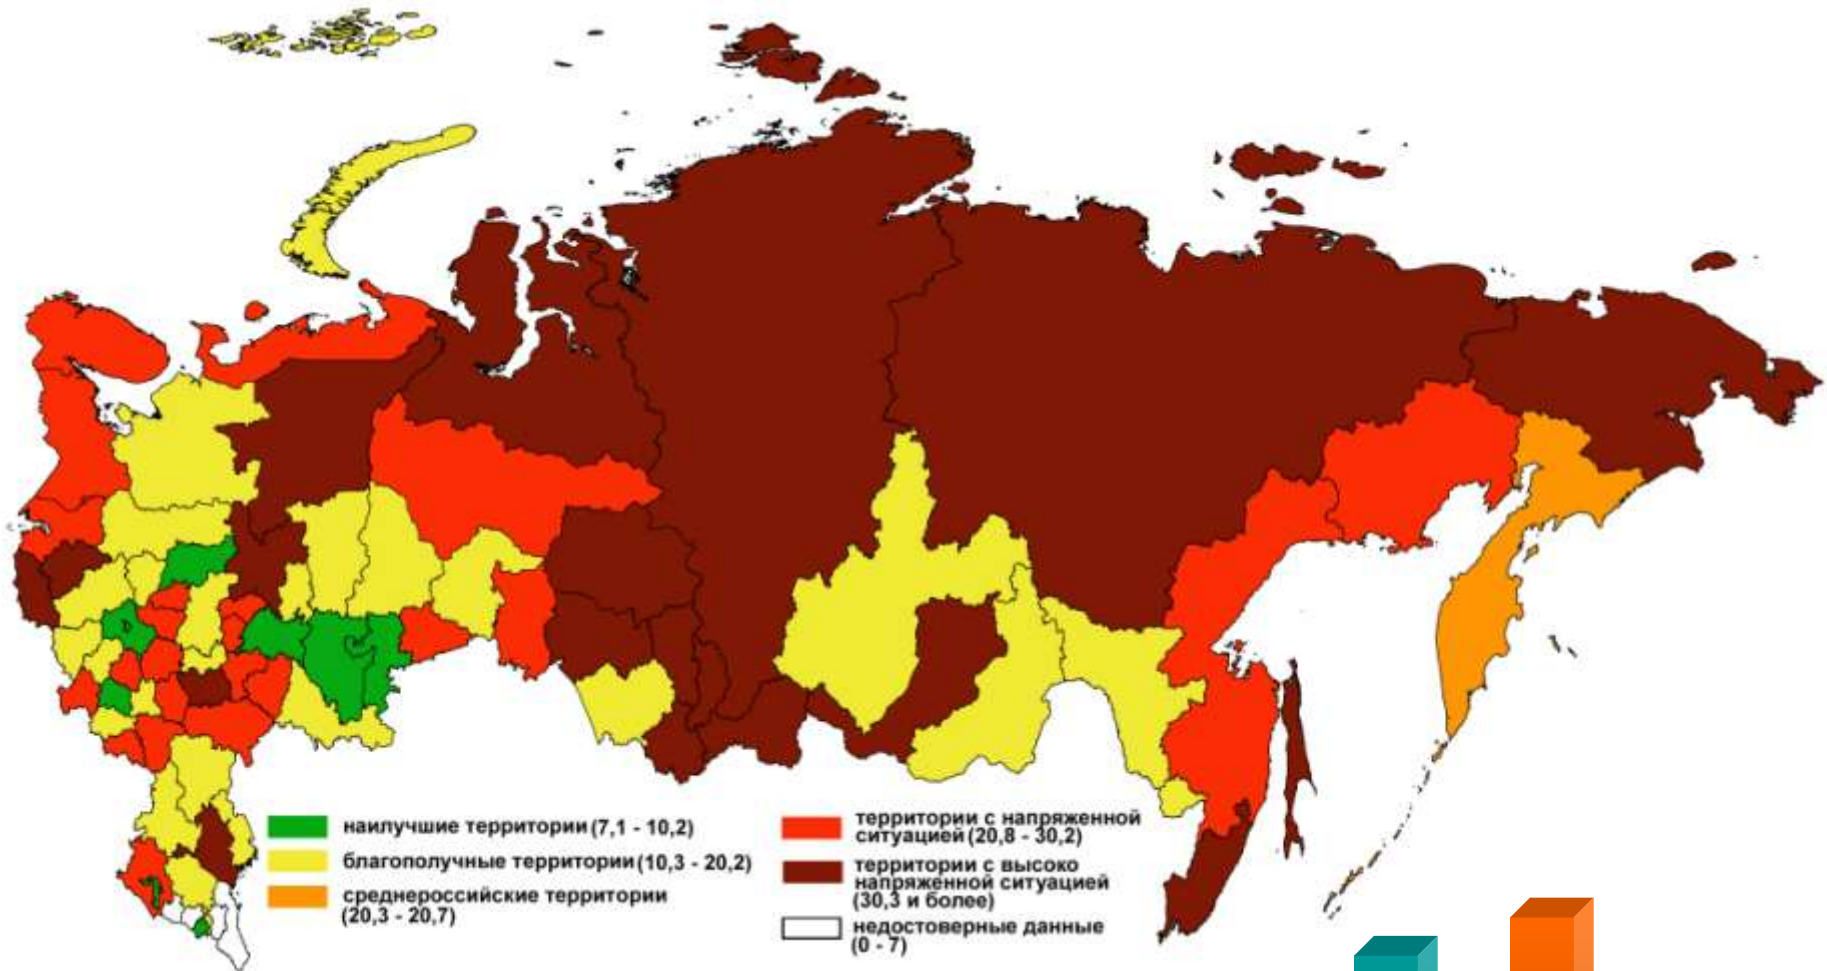 наилучшие территории (7,1 - 10,2)
благополучные территории (10,3 - 20,2)
среднероссийские территории
(20,3 - 20,7)
территории с напряженной
ситуацией (20,8 - 30,2)
территории с высоко
напряженной ситуацией
(30,3 и более)
недостоверные данные
(0 - 7)